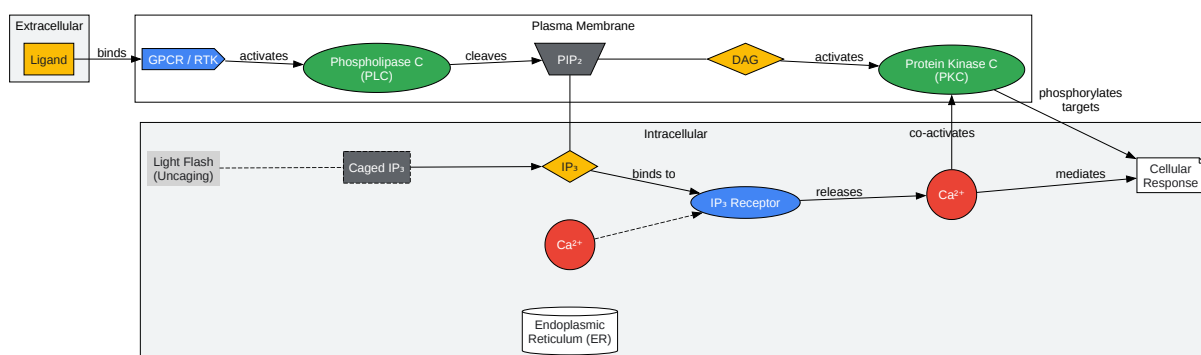 Extracellular
Plasma Membrane
Ligand
binds
GPCR / RTK
activates
Phospholipase C
(PLC)
cleaves
PIP₂
DAG
activates
Protein Kinase C
(PKC)
phosphorylates
targets
Intracellular
co-activates
Light Flash
(Uncaging)
Caged IP₃
IP₃
binds to
IP₃ Receptor
releases
Ca²⁺
mediates
Cellular
Response
Ca²⁺
Endoplasmic
Reticulum (ER)